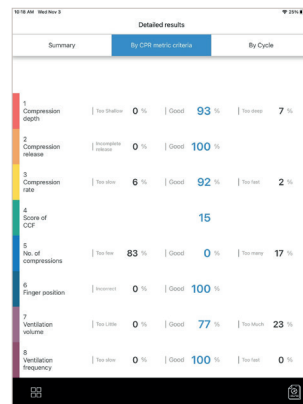 10:18 AM Wed Nov 3
25%
Detailed results
Summary
By CPR metric criteria
By Cycle
1
Compression
depth
Too Shallow 0 % Good 93 % Too deep 7 %
2
Compression
release
Incomplete
release
0 % Good 100 %
3
Compression
rate
Too slow 6 % Good 92 % Too fast 2 %
4
Score of
CCF
15
5
No. of
compressions
Too few 83 % Good 0 % Too many 17 %
6
Finger position
Incorrect 0 % Good 100 %
7
Ventilation
volume
Too Little 0 % Good 77 % Too Much 23 %
8
Ventilation
frequency
Too slow 0 % Good 100 % Too fast 0 %